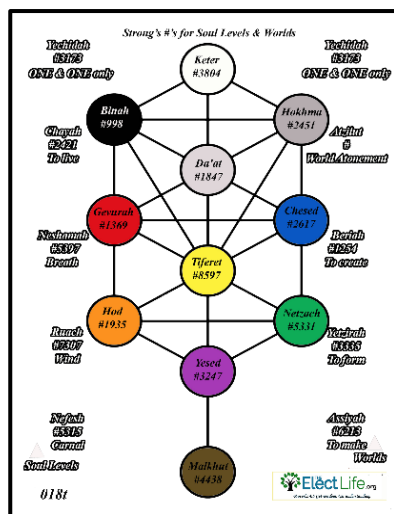 Strong's #'s for Soul Levels & Worlds
Yechidah
#3173
ONE & ONE only
Keter
#3804
Yechidah
#3173
ONE & ONE only
Binah
#998
Hokhma
#2451
Chayah
#2421
To live
Da'at
#1847
Atzilut
#
World Atonement
Gevurah
#1369
Chesed
#2617
Neshamah
#5397
Breath
Beriah
#1254
To create
Tiferet
#8597
Hod
#1935
Netzach
#5331
Ruach
#7307
Wind
Yetzirah
#3335
To form
Yesod
#3247
Nefesh
#5315
Carnal
Assiyah
#6213
To make
Soul Levels
Worlds
Malkhut
#4438
018t
ElectLife.org